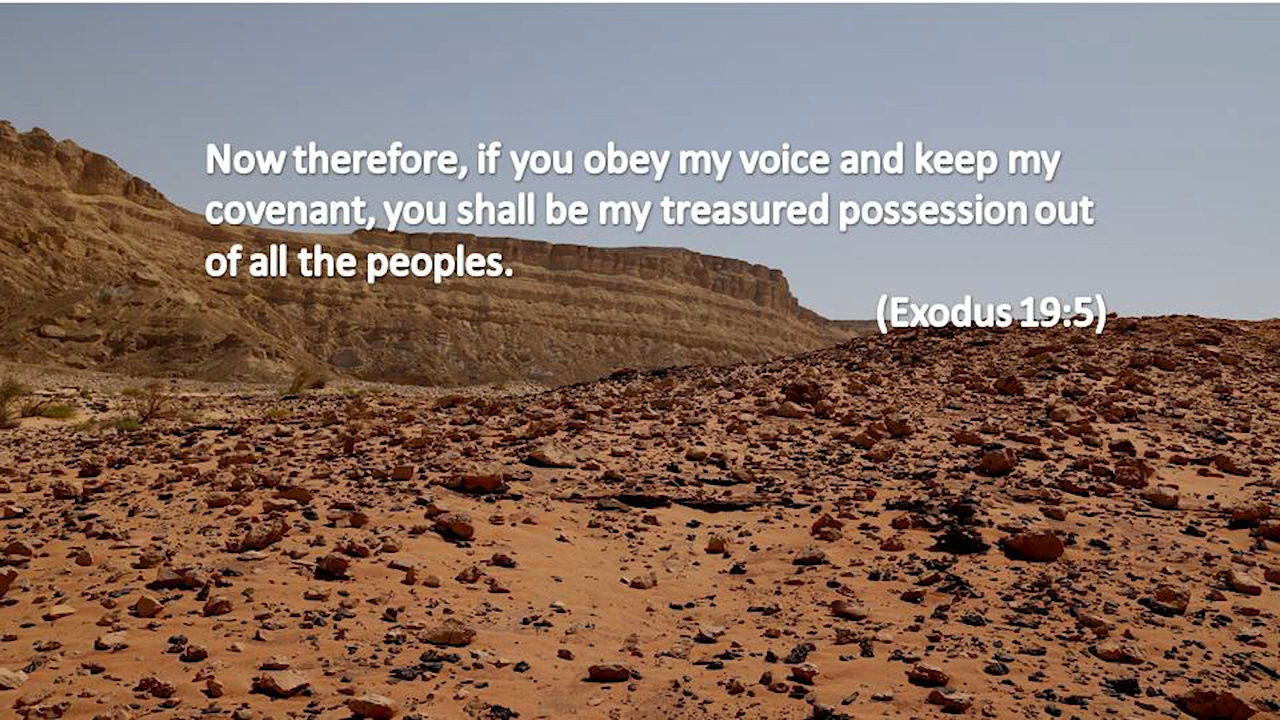 Now therefore, if you obey my voice and keep my
covenant, you shall be my treasured possession out
of all the peoples.
(Exodus 19:5)